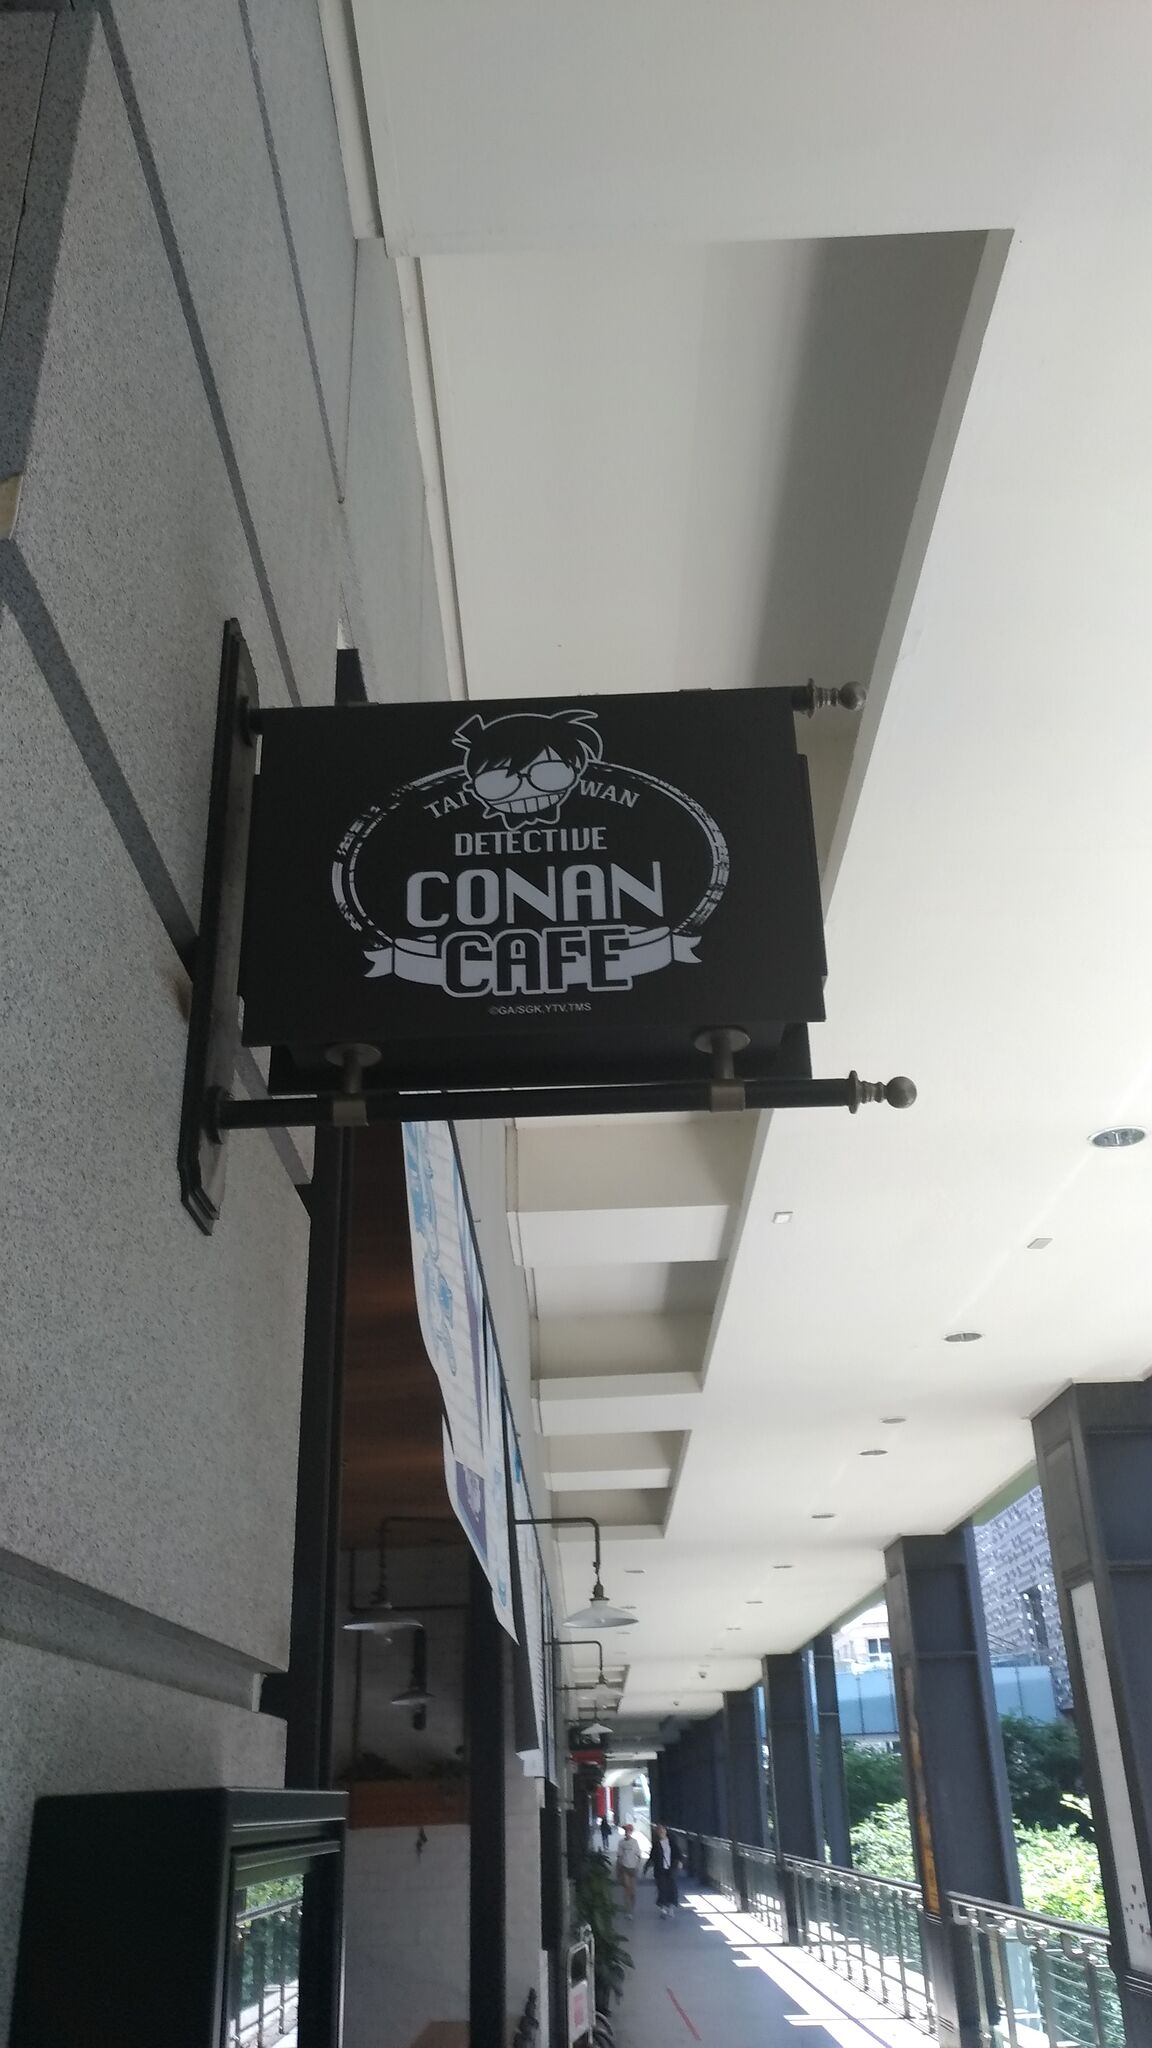 TAIWAN
DETECTIVE
CONAN
CAFE
©GA/SGK,YTV,TMS